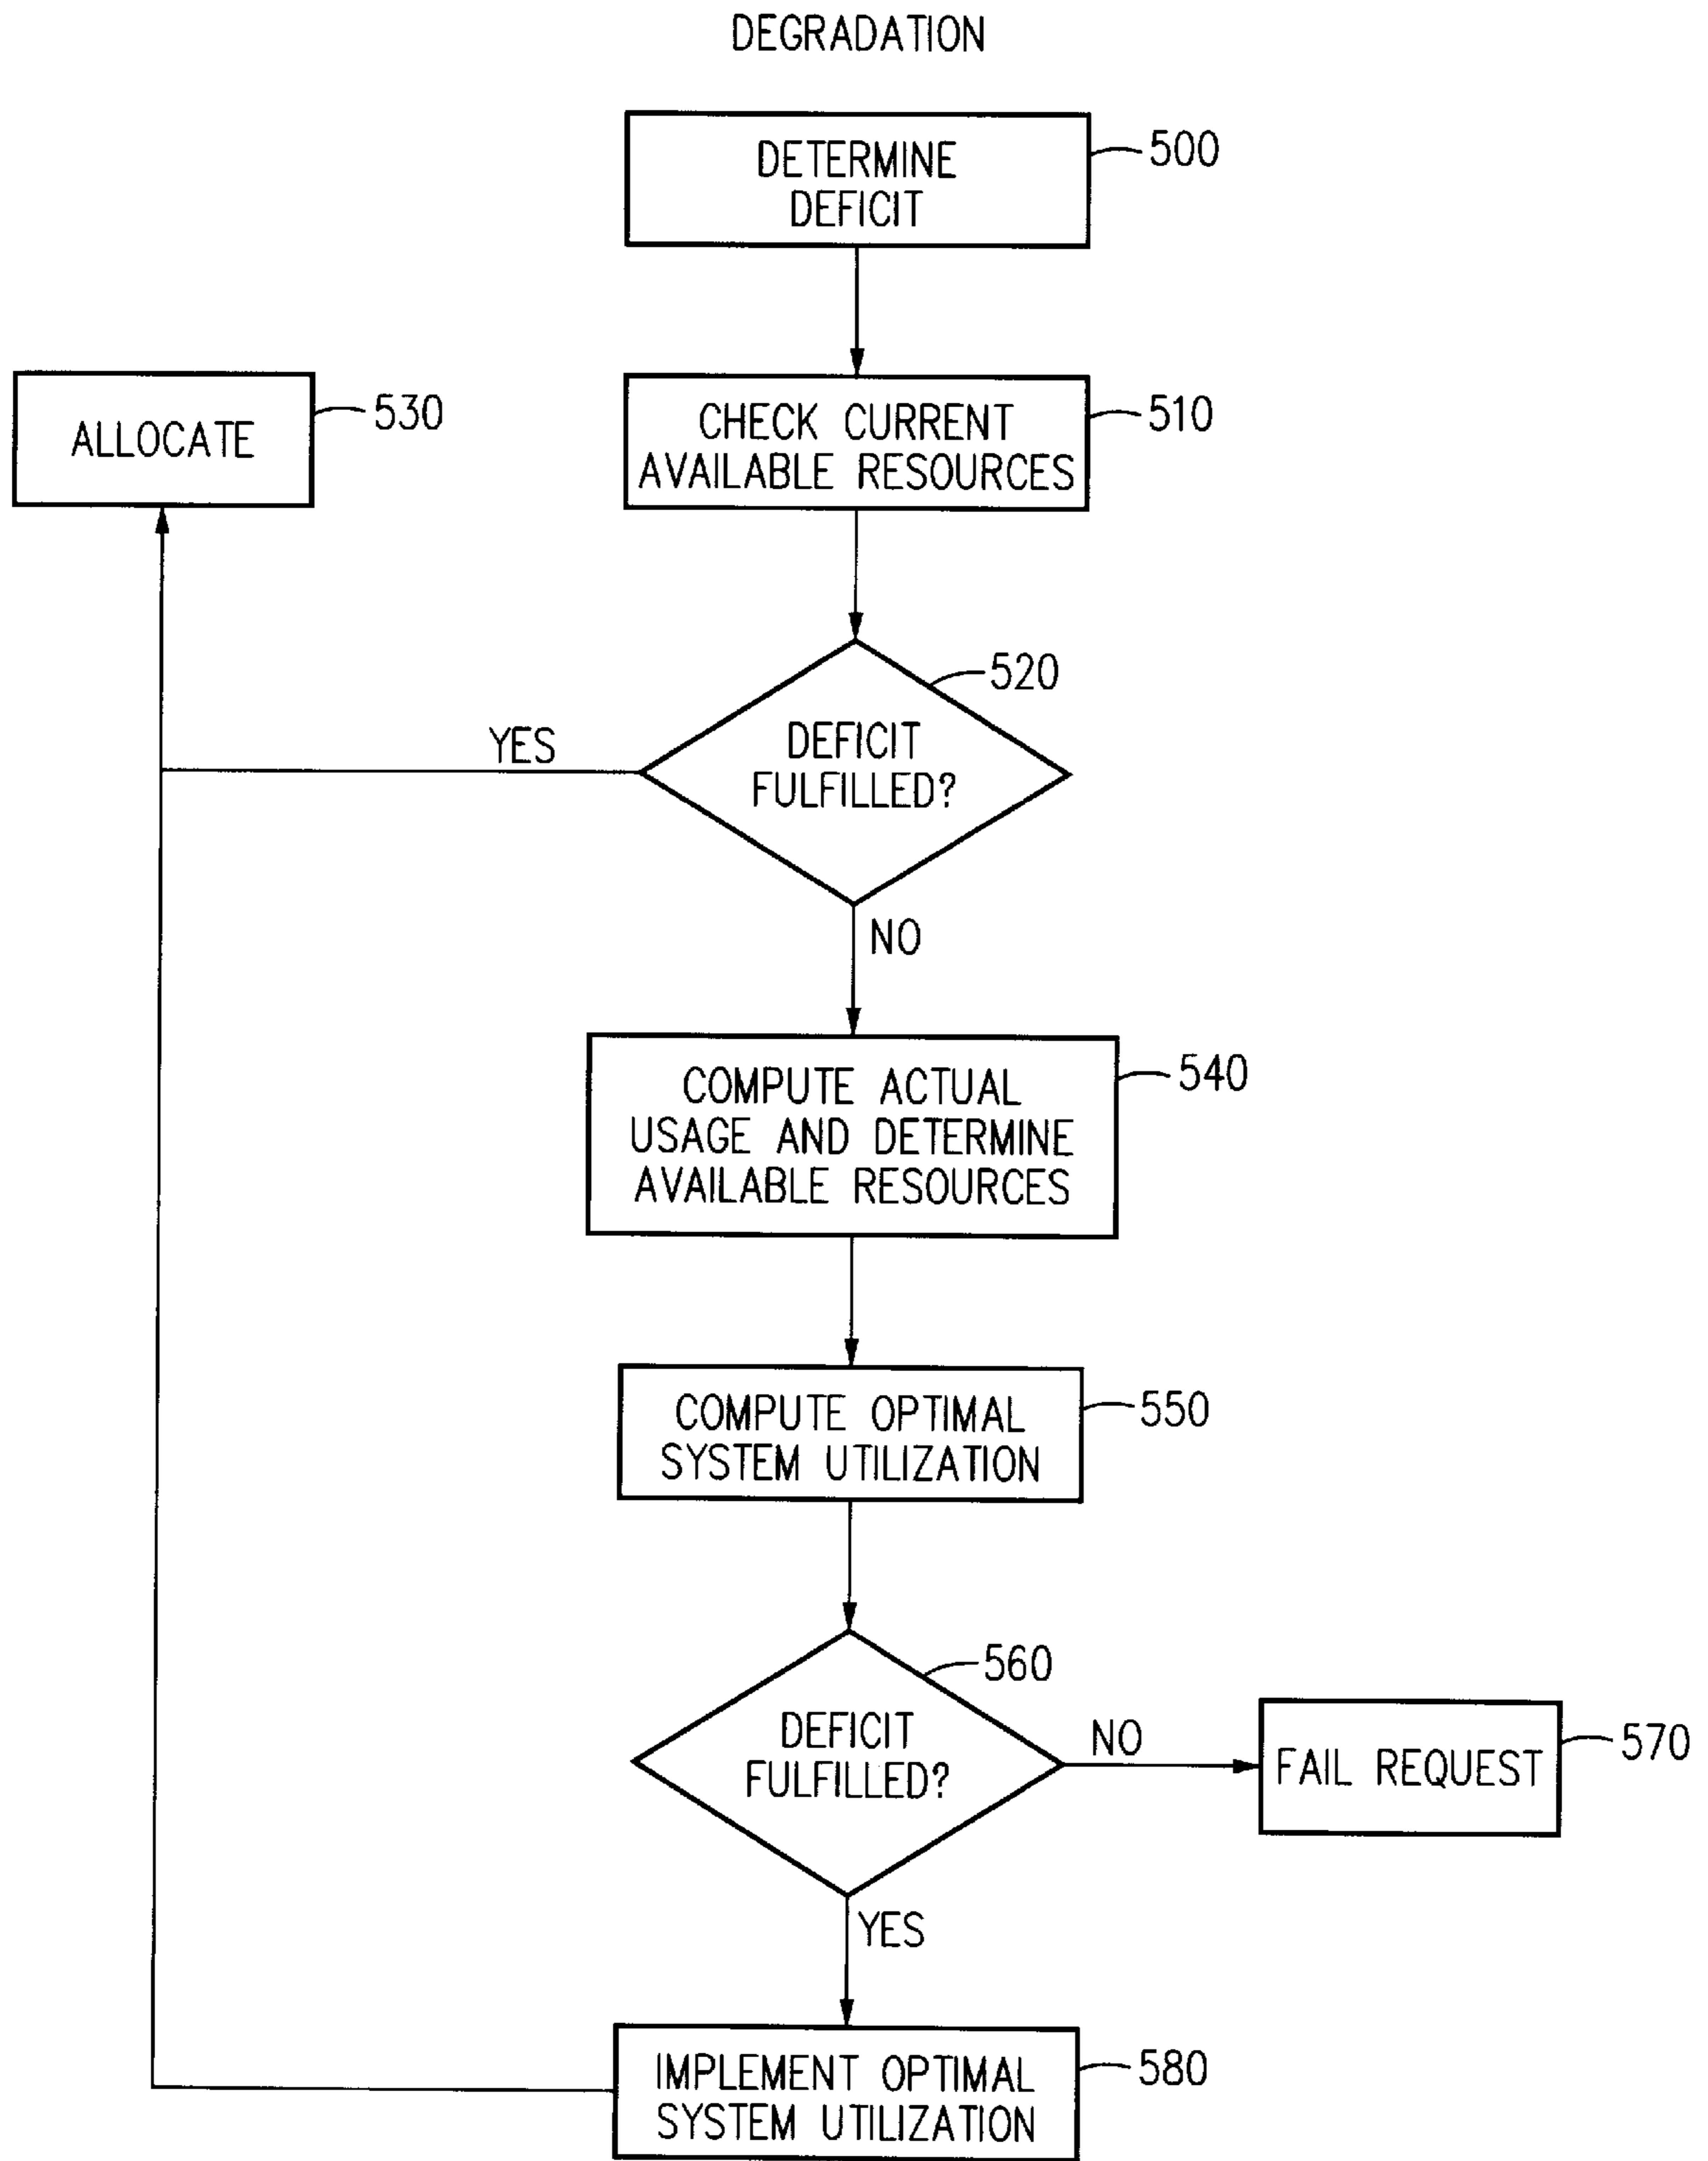 DEGRADATION
DETERMINE
DEFICIT
500
CHECK CURRENT
AVAILABLE RESOURCES
510
ALLOCATE
530
DEFICIT
FULFILLED?
520
YES
NO
COMPUTE ACTUAL
USAGE AND DETERMINE
AVAILABLE RESOURCES
540
COMPUTE OPTIMAL
SYSTEM UTILIZATION
550
DEFICIT
FULFILLED?
560
NO
FAIL REQUEST
570
YES
IMPLEMENT OPTIMAL
SYSTEM UTILIZATION
580